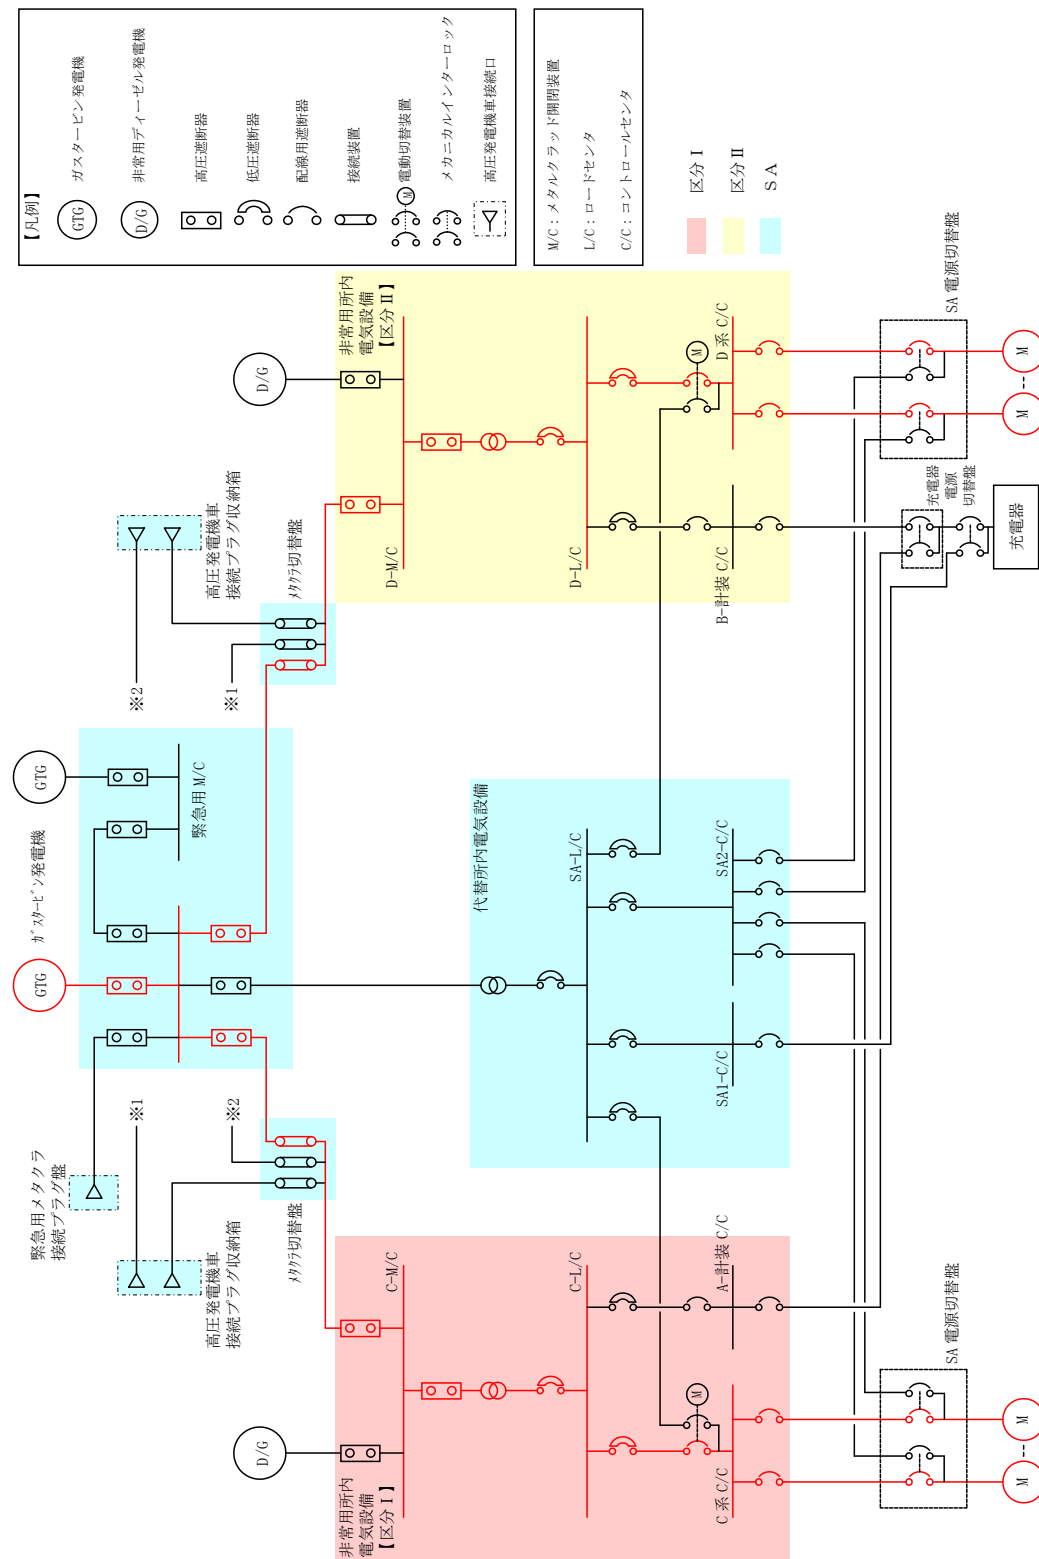 【凡例】
GTG
ガスタービン発電機
D/G
非常用ディーゼル発電機
高圧遮断器
低圧遮断器
配線用遮断器
接続装置
M
電動切替装置
メカニカルインターロック
高圧発電機車接続口
M/C：メタルクラッド開閉装置
L/C：ロードセンタ
C/C：コントロールセンタ
区分Ⅰ
区分Ⅱ
ＳＡ
GTG
ｶﾞｽﾀｰﾋﾞﾝ発電機
GTG
緊急用メタクラ
接続プラグ盤
緊急用 M/C
※1
※2
※2
※1
高圧発電機車
接続プラグ収納箱
高圧発電機車
接続プラグ収納箱
ﾒﾀｸﾗ切替盤
ﾒﾀｸﾗ切替盤
D/G
D/G
非常用所内
電気設備
【区分Ⅰ】
非常用所内
電気設備
【区分Ⅱ】
C-M/C
D-M/C
代替所内電気設備
C-L/C
SA-L/C
D-L/C
M
M
C 系 C/C
A-計装 C/C
SA1-C/C
SA2-C/C
B-計装 C/C
D 系 C/C
SA 電源切替盤
充電器
電源
切替盤
SA 電源切替盤
M
M
充電器
M
M